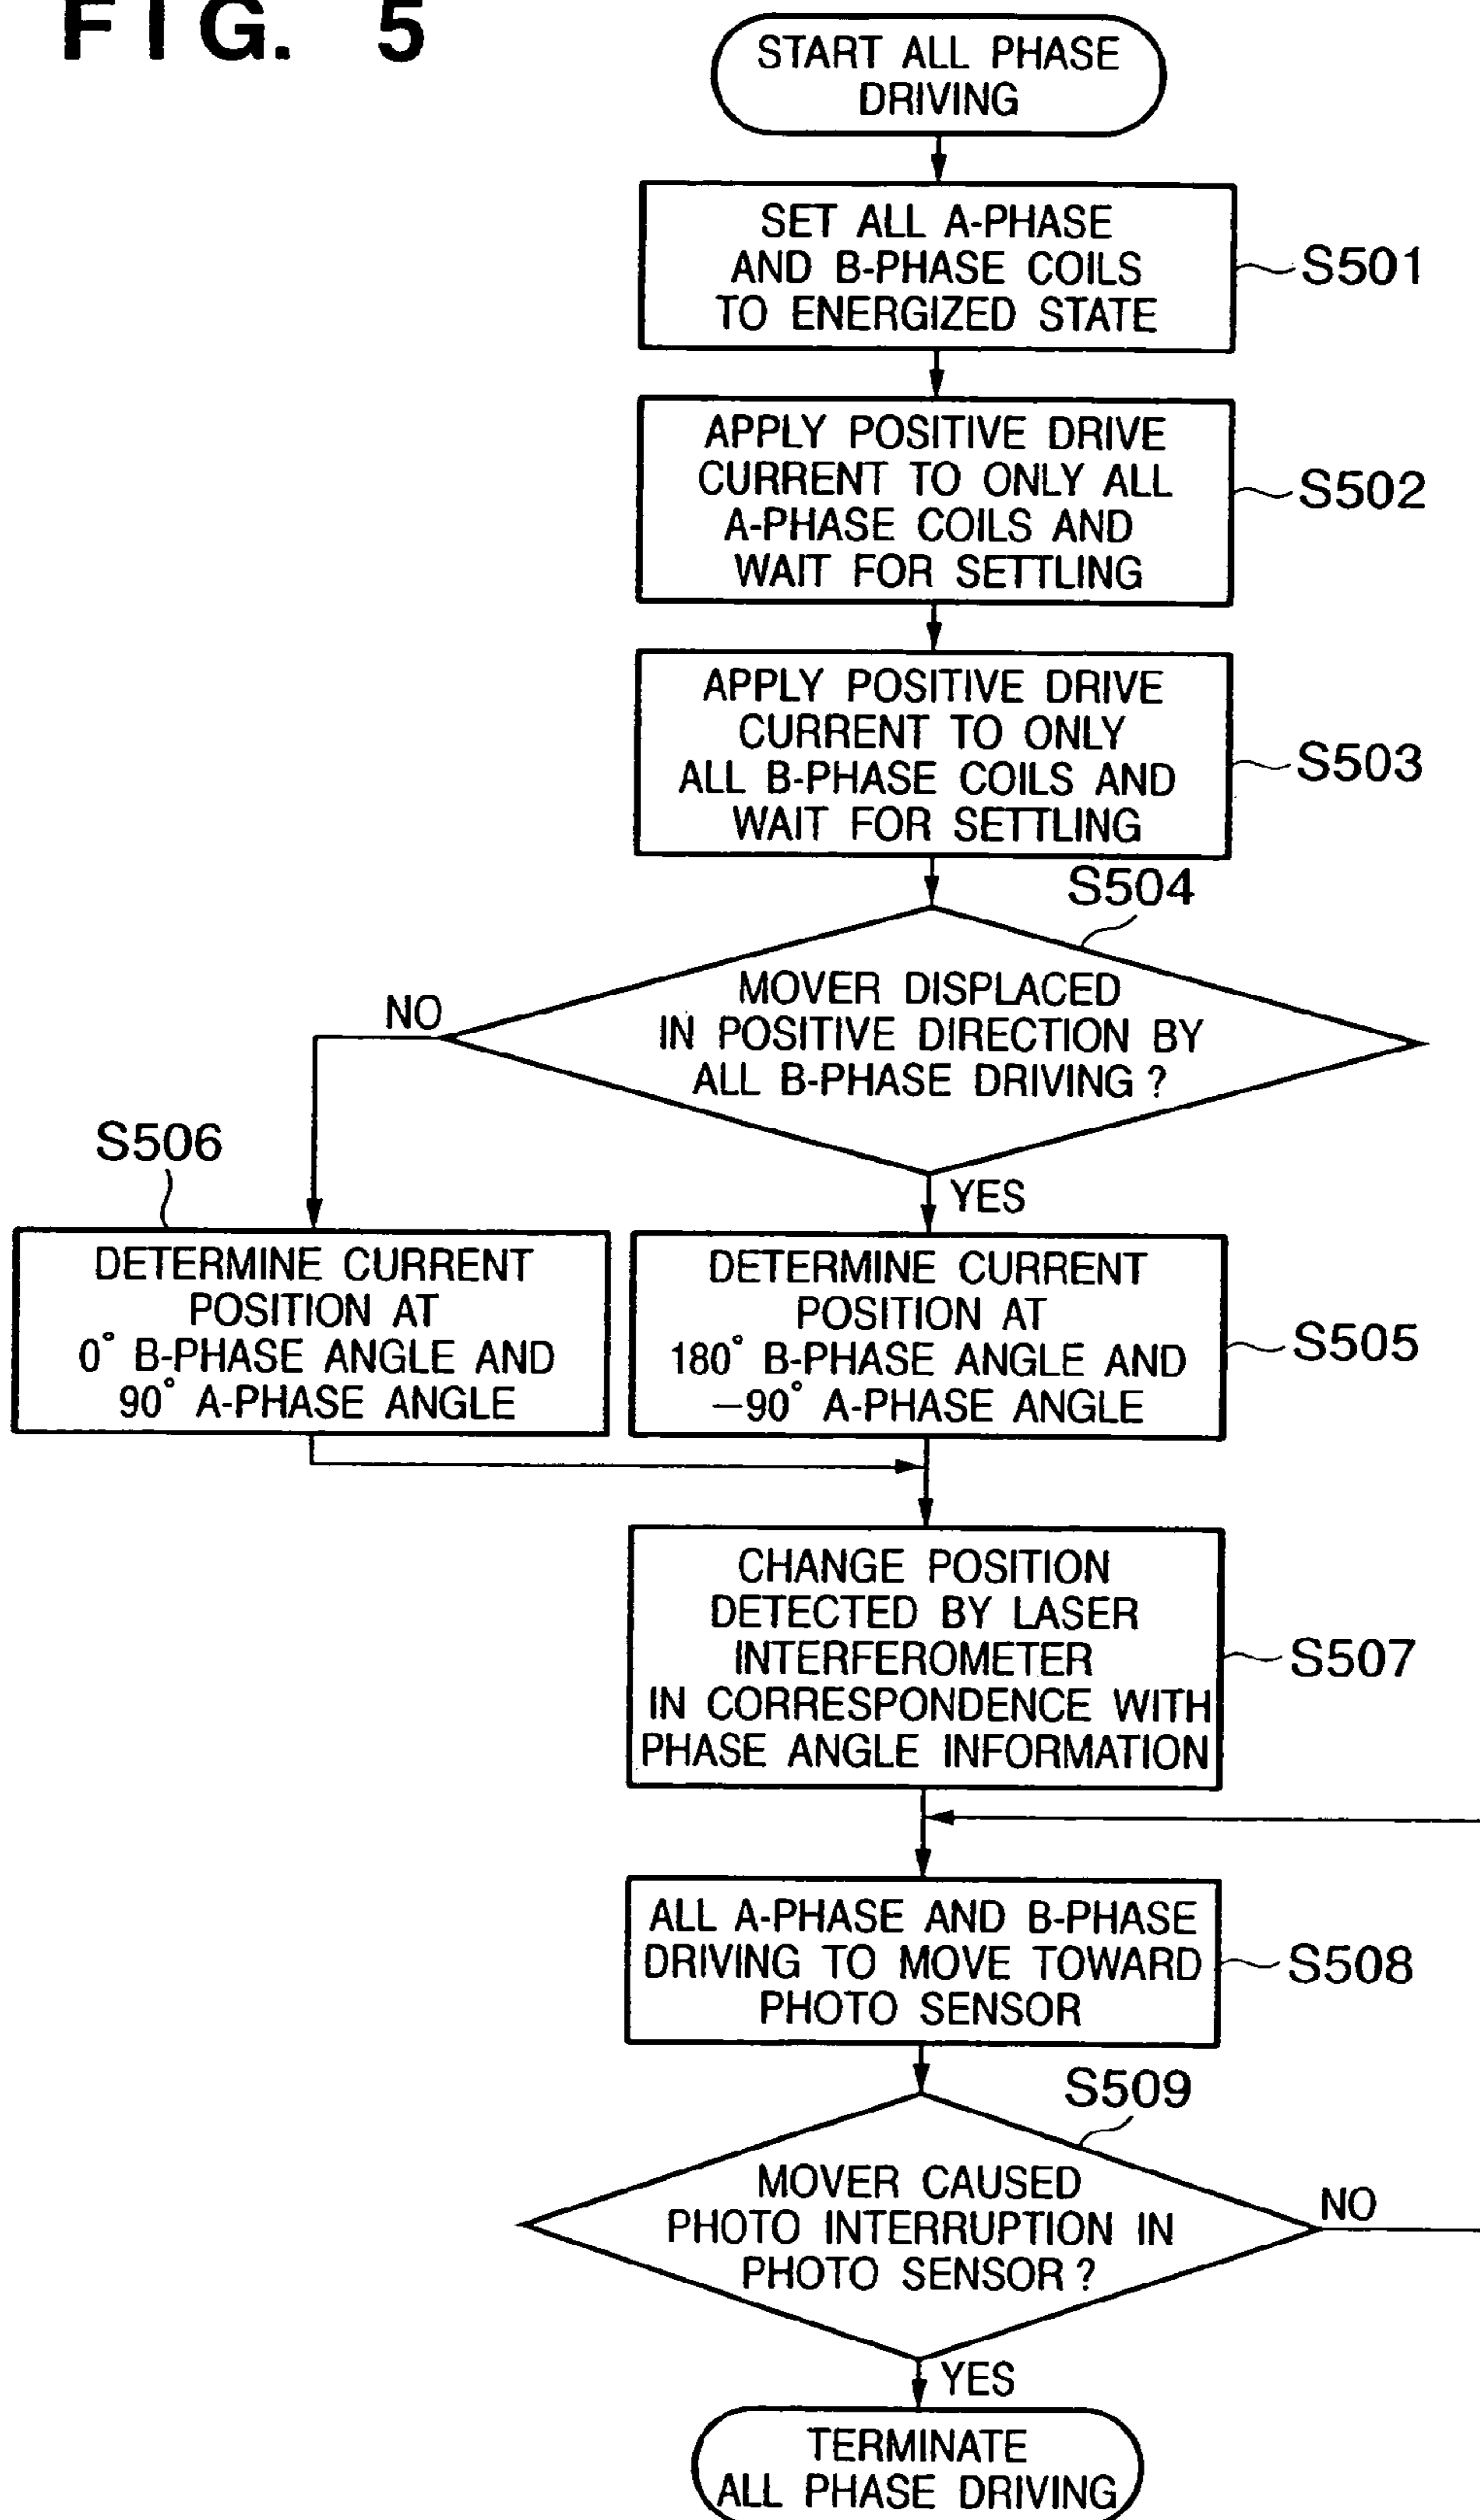 FIG. 5
START ALL PHASE
DRIVING
SET ALL A-PHASE
AND B-PHASE COILS
TO ENERGIZED STATE
S501
APPLY POSITIVE DRIVE
CURRENT TO ONLY ALL
A-PHASE COILS AND
WAIT FOR SETTLING
S502
APPLY POSITIVE DRIVE
CURRENT TO ONLY
ALL B-PHASE COILS AND
WAIT FOR SETTLING
S503
S504
MOVER DISPLACED
IN POSITIVE DIRECTION BY
ALL B-PHASE DRIVING ?
NO
YES
S506
DETERMINE CURRENT
POSITION AT
0° B-PHASE ANGLE AND
90° A-PHASE ANGLE
DETERMINE CURRENT
POSITION AT
180° B-PHASE ANGLE AND
—90° A-PHASE ANGLE
S505
CHANGE POSITION
DETECTED BY LASER
INTERFEROMETER
IN CORRESPONDENCE WITH
PHASE ANGLE INFORMATION
S507
ALL A-PHASE AND B-PHASE
DRIVING TO MOVE TOWARD
PHOTO SENSOR
S508
S509
MOVER CAUSED
PHOTO INTERRUPTION IN
PHOTO SENSOR ?
NO
YES
TERMINATE
ALL PHASE DRIVING